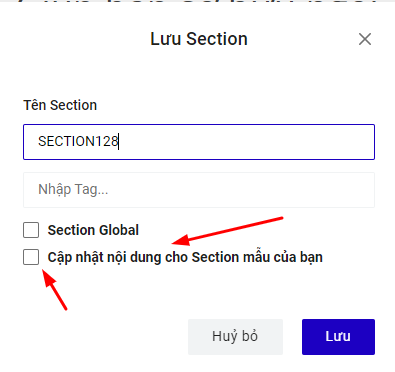 Lưu Section
Tên Section
SECTION128
Nhập Tag...
Section Global
Cập nhật nội dung cho Section mẫu của bạn
Huỷ bỏ
Lưu